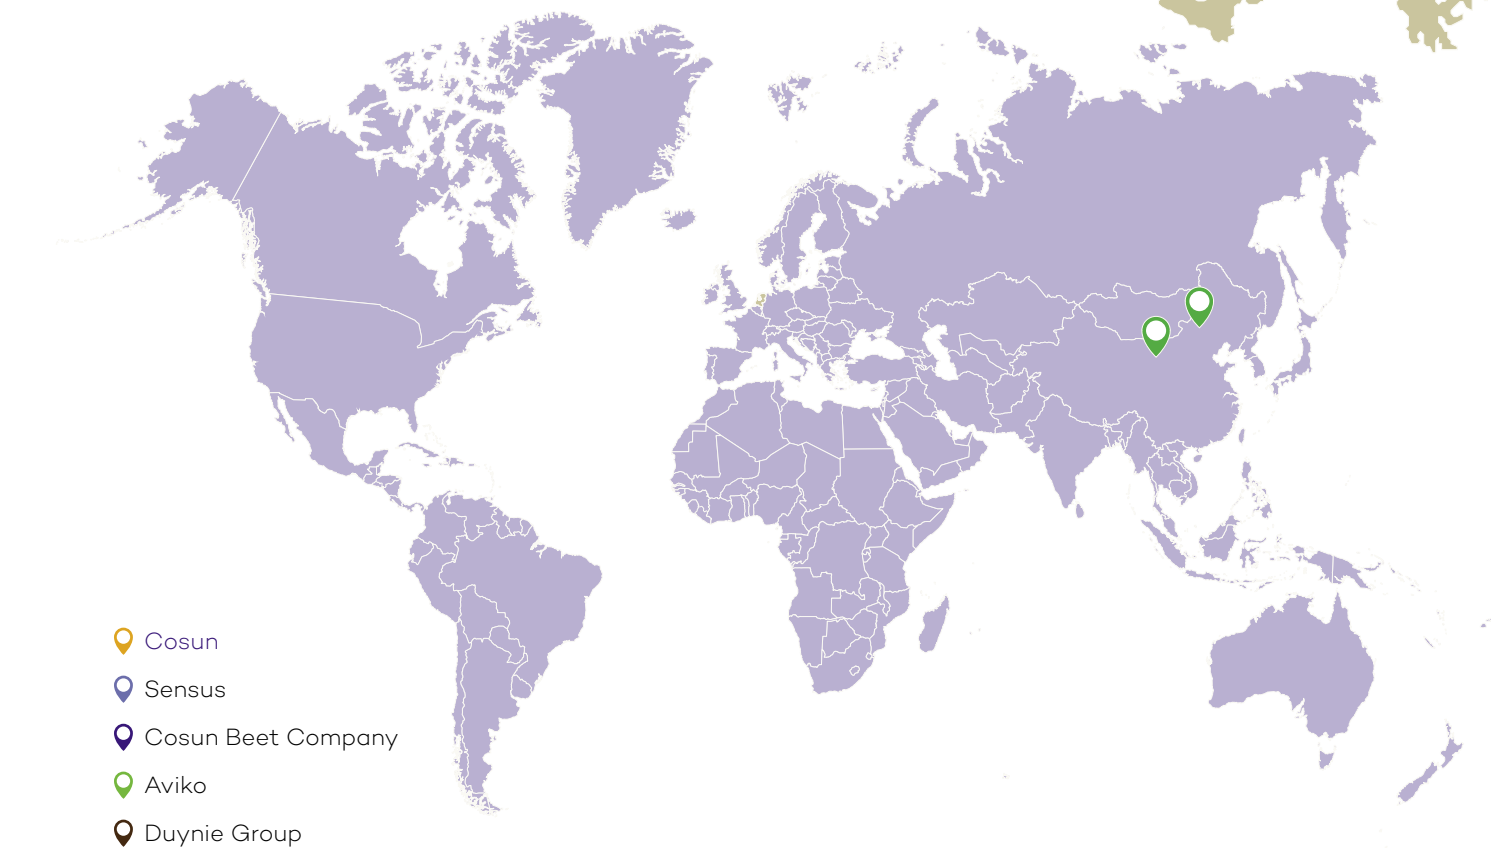 Cosun
Sensus
Cosun Beet Company
Aviko
Duynie Group